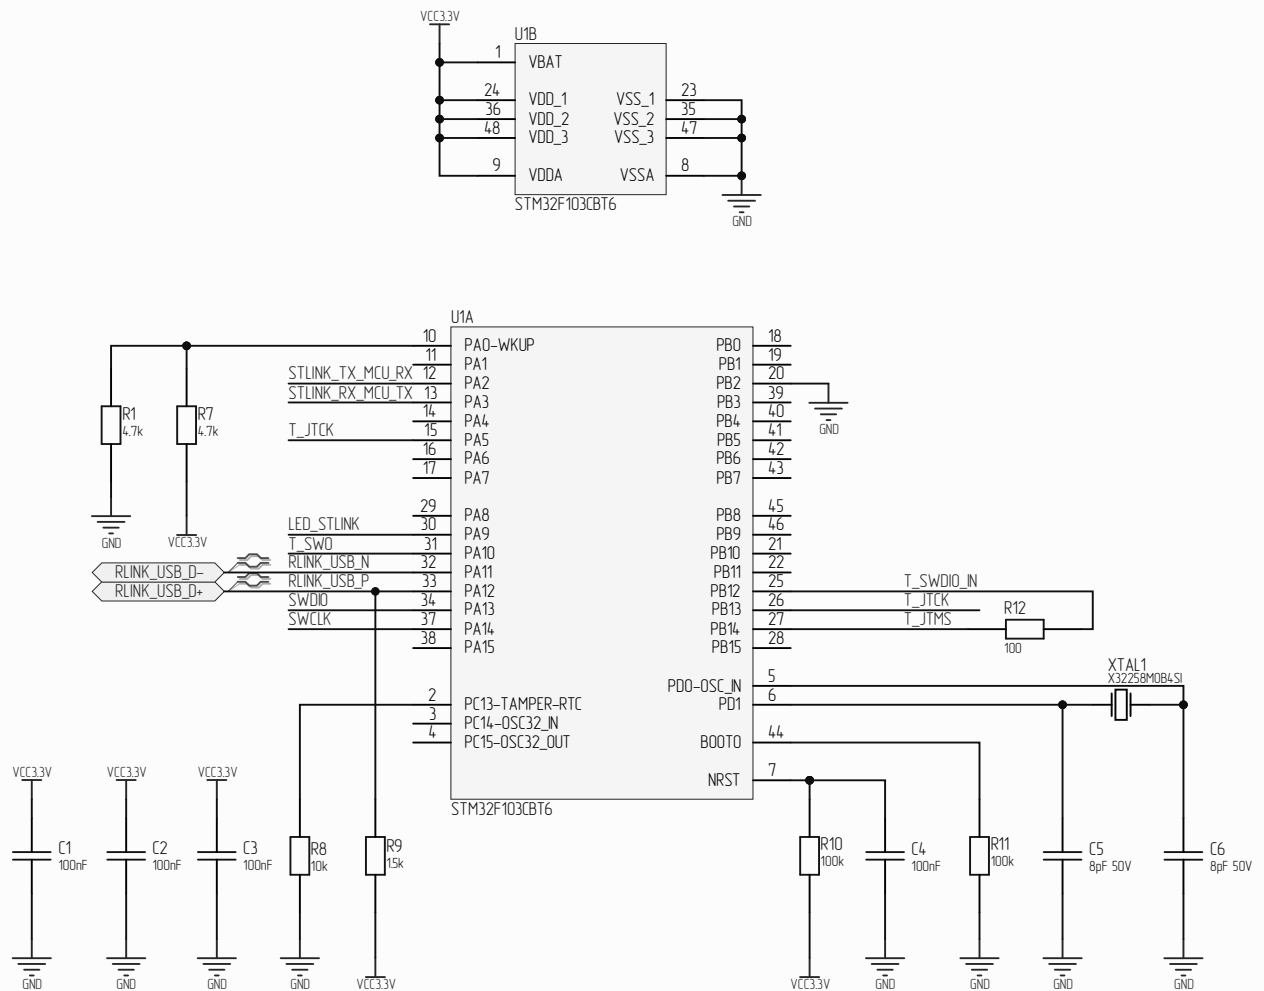 VCC3.3V
U1B
1 VBAT
24 VDD_1 VSS_1 23
36 VDD_2 VSS_2 35
48 VDD_3 VSS_3 47
9 VDDA VSSA 8
STM32F103CBT6
GND
U1A
10 PA0-WKUP PB0 18
11 PA1 PB1 19
STLINK_TX_MCU_RX 12 PA2 PB2 20
STLINK_RX_MCU_TX 13 PA3 PB3 39
14 PA4 PB4 40
T_JTCK 15 PA5 PB5 41
16 PA6 PB6 42
17 PA7 PB7 43
R1
4.7k
R7
4.7k
GND
GND
VCC3.3V
29 PA8 PB8 45
LED_STLINK 30 PA9 PB9 46
T_SWO 31 PA10 PB10 21
RLINK_USB_D- RLINK_USB_N 32 PA11 PB11 22
RLINK_USB_D+ RLINK_USB_P 33 PA12 PB12 25 T_SWDIO_IN
SWDIO 34 PA13 PB13 26 T_JTCK
SWCLK 37 PA14 PB14 27 T_JTMS
38 PA15 PB15 28
R12
100
PD0-OSC_IN 5
XTAL1
X32258MOB4SI
2 PC13-TAMPER-RTC PD1 6
3 PC14-OSC32_IN
4 PC15-OSC32_OUT BOOT0 44
NRST 7
STM32F103CBT6
VCC3.3V VCC3.3V VCC3.3V
C1
100nF
C2
100nF
C3
100nF
R8
10k
R9
1.5k
R10
100k
C4
100nF
R11
100k
C5
8pF 50V
C6
8pF 50V
GND GND GND GND VCC3.3V VCC3.3V GND GND GND GND